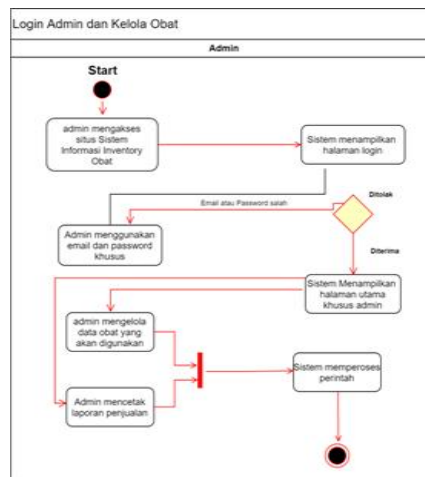 Login Admin dan Kelola Obat
Admin
Start
admin mengakses
situs Sistem
Informasi Inventory
Obat
Sistem menampilkan
halaman login
Ditolak
Email atau Password salah
Admin menggunakan
email dan password
khusus
Diterima
Sistem Menampilkan
halaman utama
khusus admin
admin mengelola
data obat yang
akan digunakan
Sistem memperoses
perintah
Admin mencetak
laporan penjualan